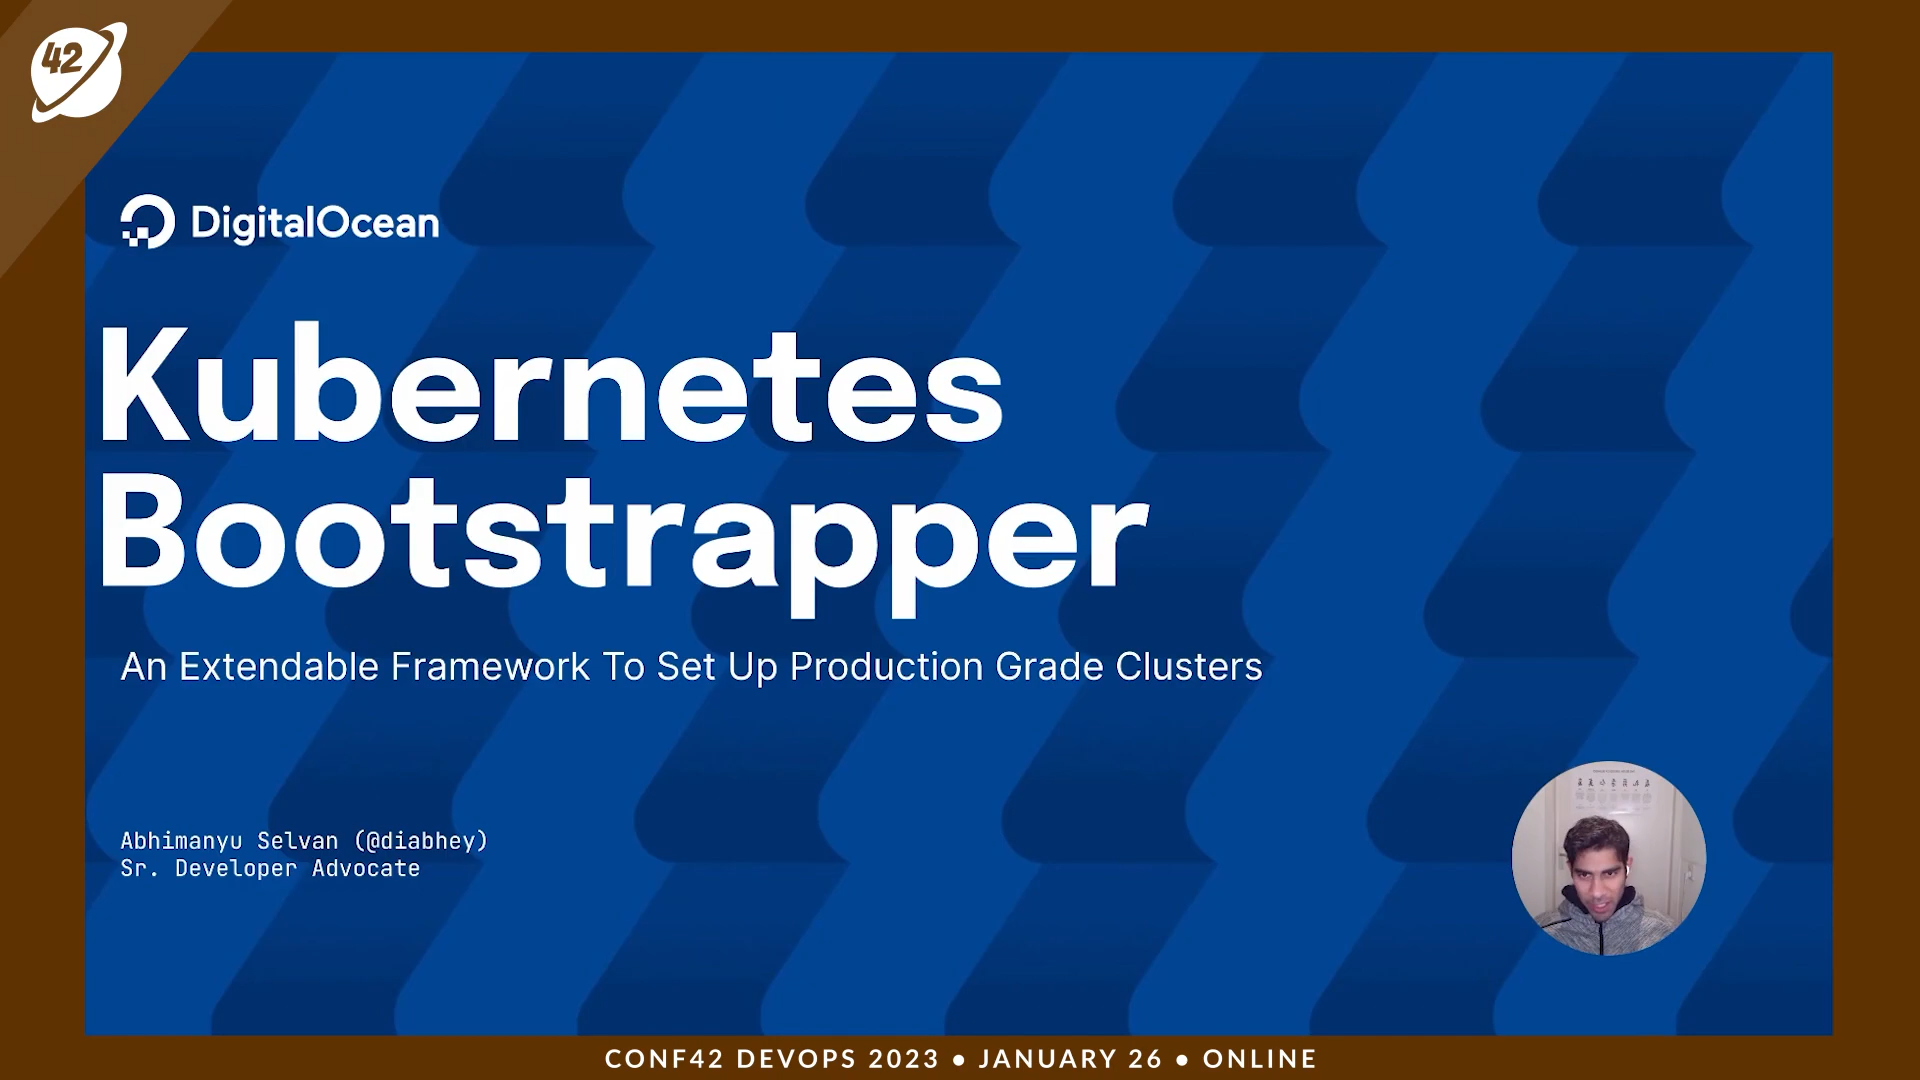 42
DigitalOcean
Kubernetes
Bootstrapper
An Extendable Framework To Set Up Production Grade Clusters
Abhimanyu Selvan (@diabhey)
Sr. Developer Advocate
CONF42 DEVOPS 2023 • JANUARY 26 • ONLINE